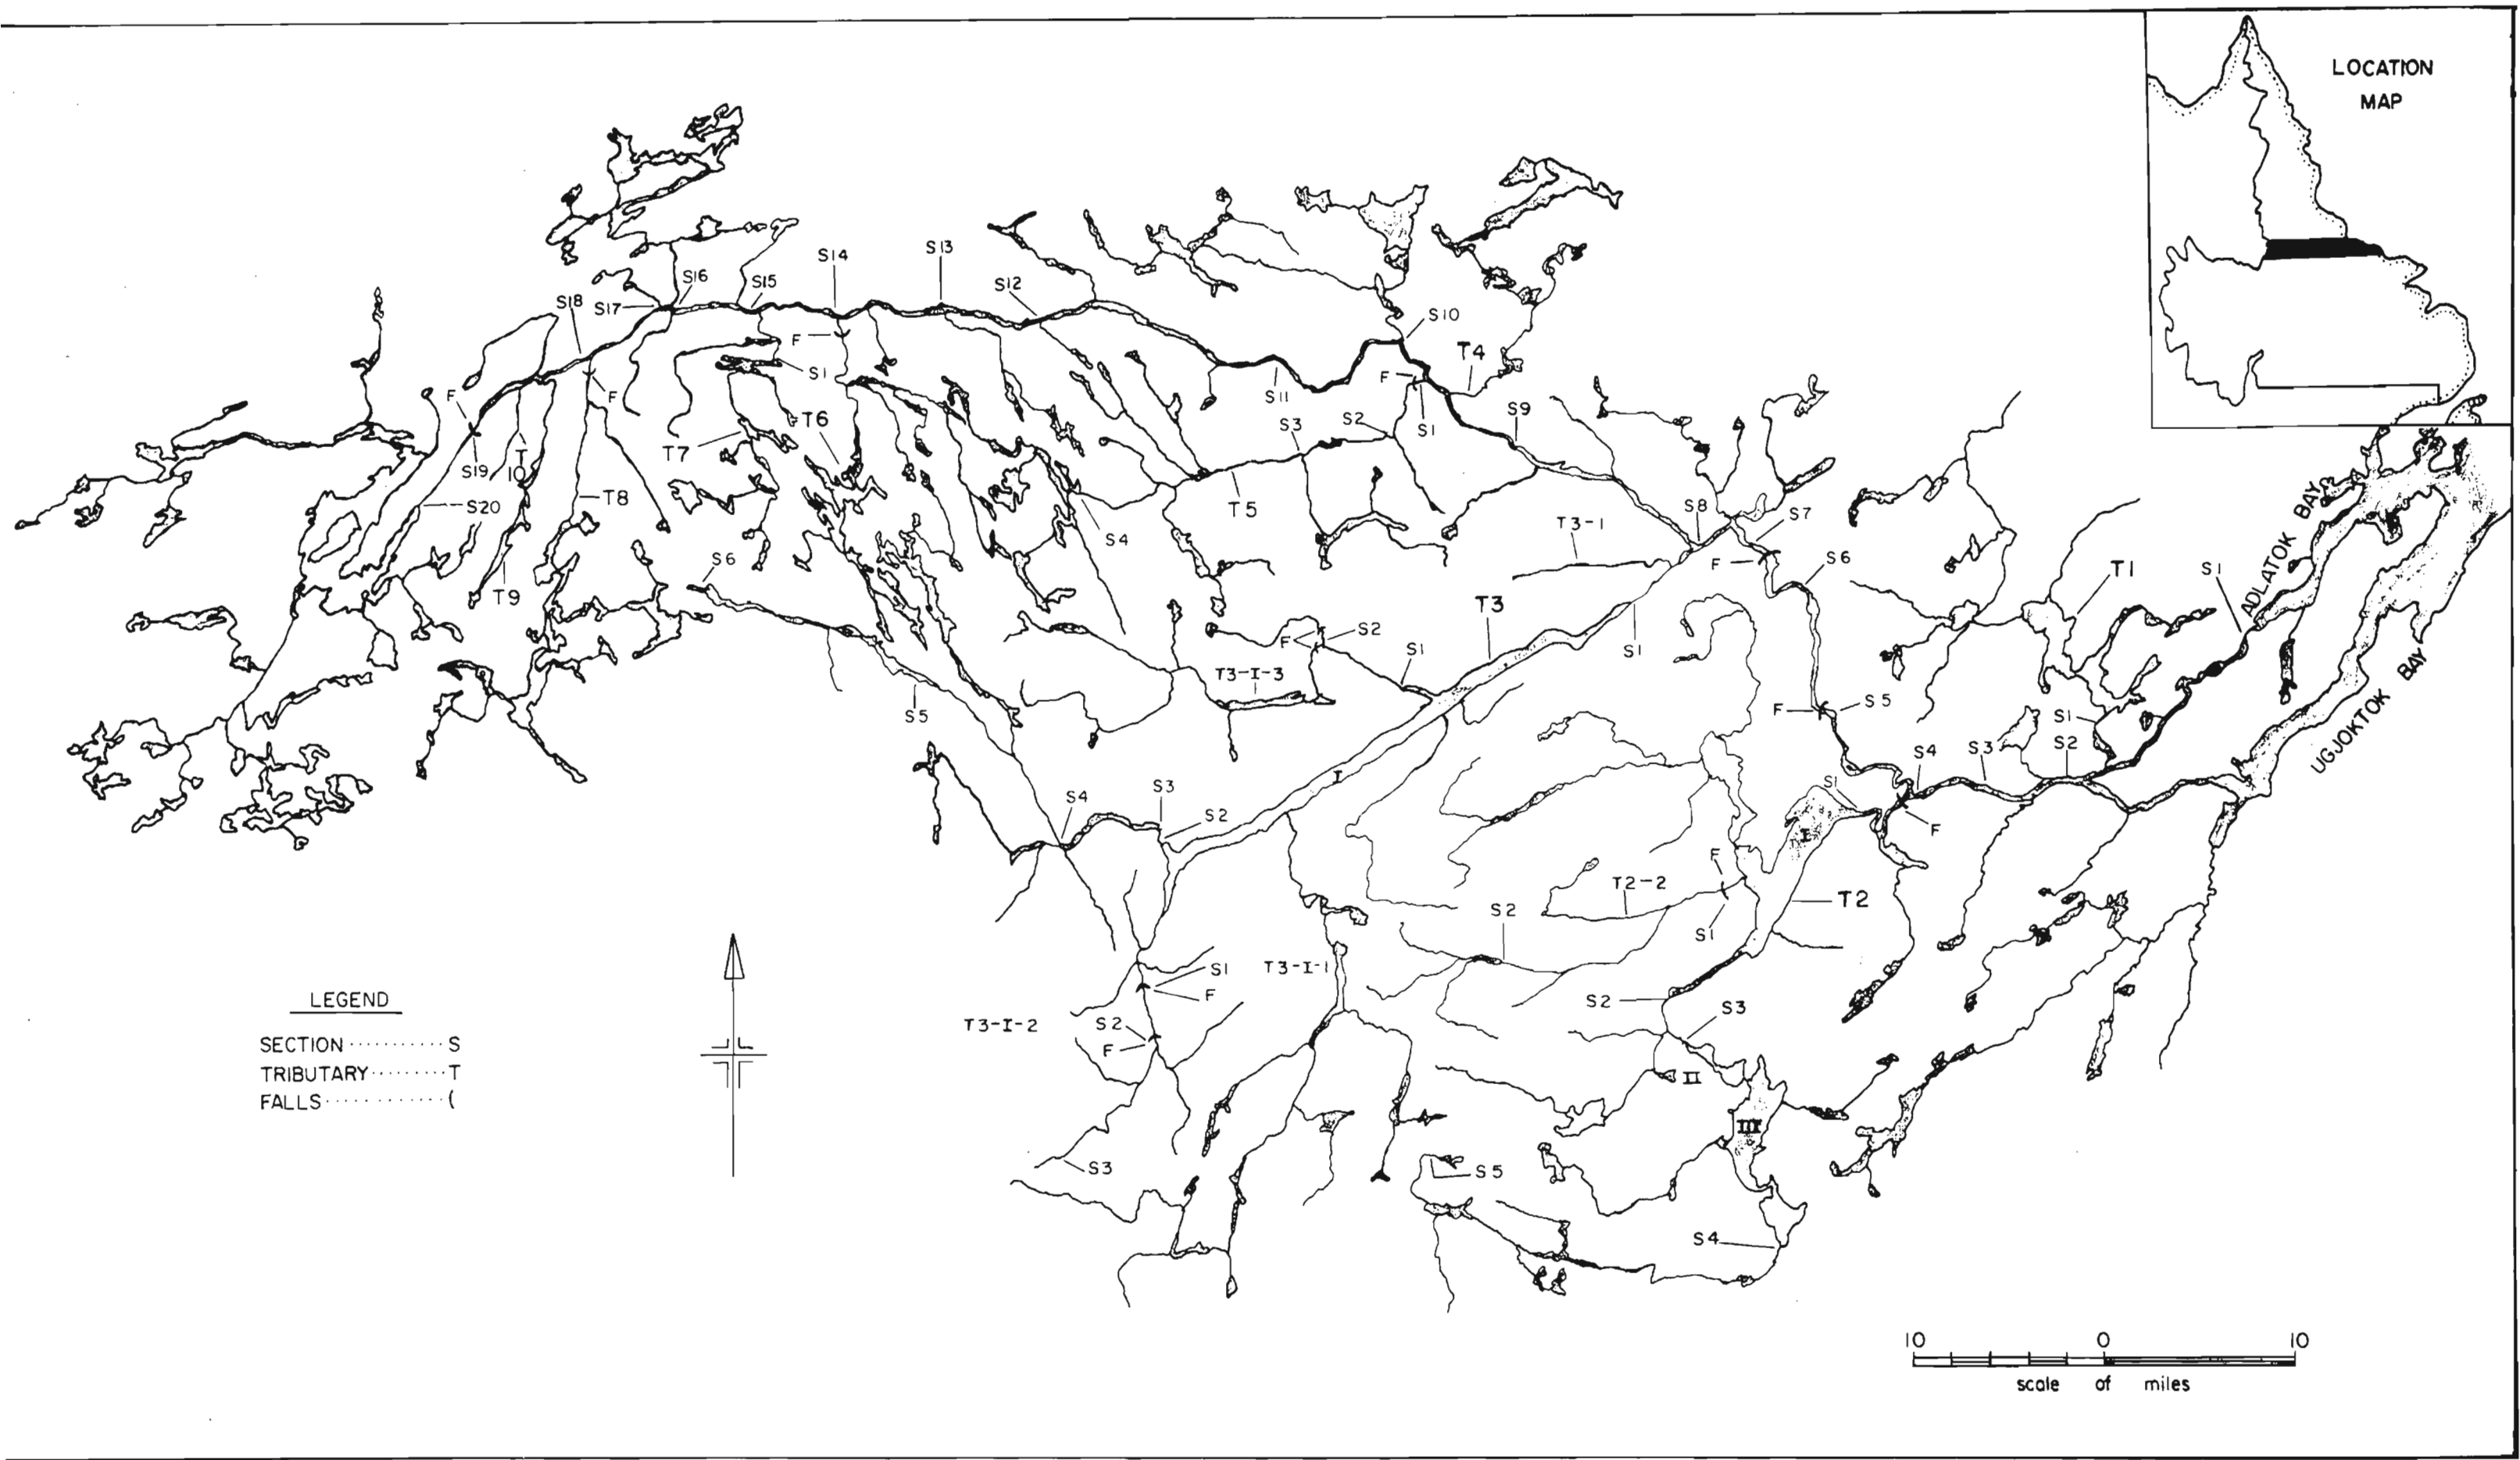 LOCATION
MAP
S14
S13
S16
S15
S12
S18
S17
S10
F
T4
F
S1
F
F
S11
S9
S3
S2
S1
T6
T7
S19
T
10
S20
T8
T5
S8
S7
T3-1
S4
ADLATOK BAY
S6
F
S6
T1
S1
T9
T3
S2
F
S1
S1
T3-I-3
UGJOKTOK BAY
S5
F
S5
S1
S4
S3
S2
I
S1
S4
S3
S2
I
F
F
T2-2
T2
S2
S1
S1
T3-I-1
F
LEGEND
S2
S3
T3-I-2
S2
F
SECTION ........... S
TRIBUTARY ......... T
FALLS ............ (
II
III
S3
S5
S4
10 0 10
scale of miles